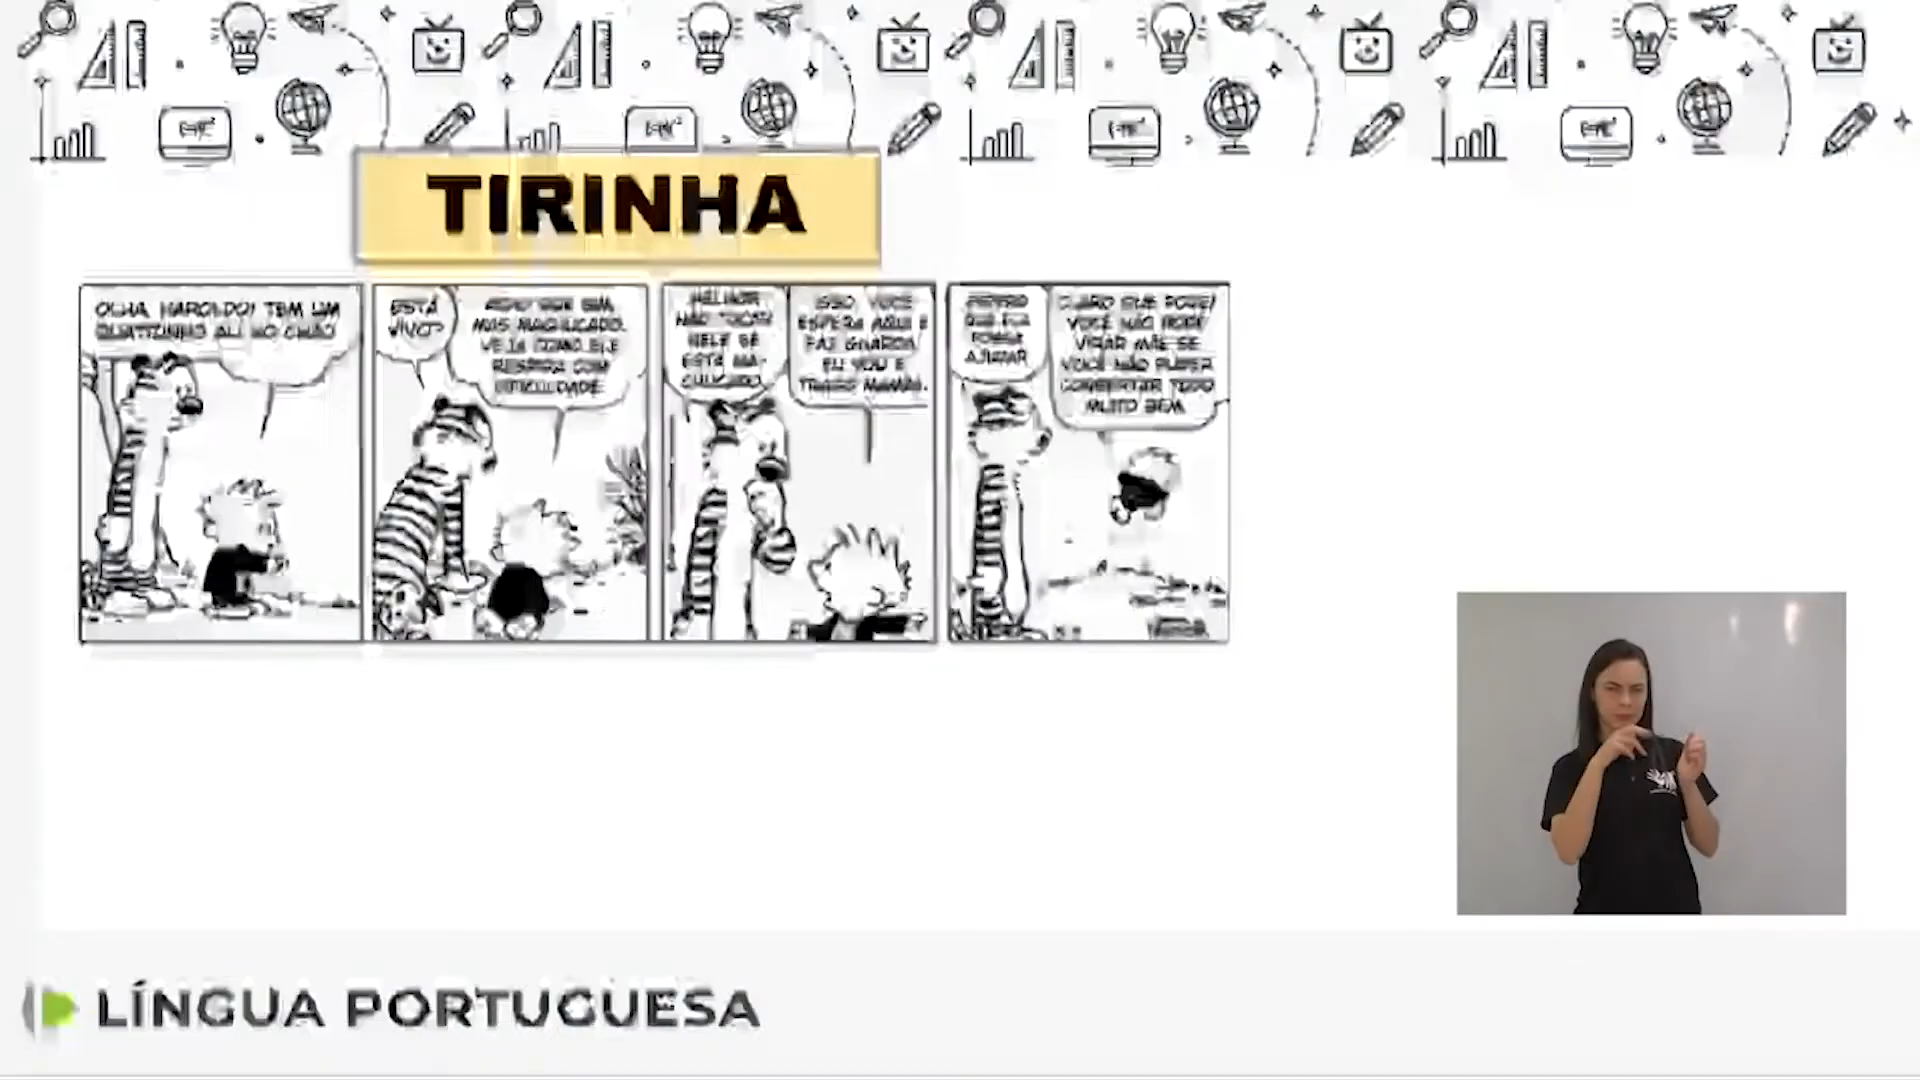 TIRINHA
OLHA, HAROLDO! TEM UM
QUATIZINHO ALI NO CHÃO
ESTÁ
VIVO?
ACHO QUE SIM,
MAS MACHUCADO.
VEJA COMO ELE
RESPIRA COM
DIFICULDADE.
MELHOR
NÃO TOCAR
NELE SE
ESTÁ MA-
CHUCADO.
ISSO. VOCÊ
ESPERA AQUI E
FAZ GUARDA.
EU VOU E
TRAGO MAMÃE.
ESPERO
QUE ELA
POSSA
AJUDAR
CLARO QUE PODE!
VOCÊ NÃO PODE
VIRAR MÃE SE
VOCÊ NÃO PUDER
CONSERTAR TUDO
MUITO BEM.
LÍNGUA PORTUGUESA